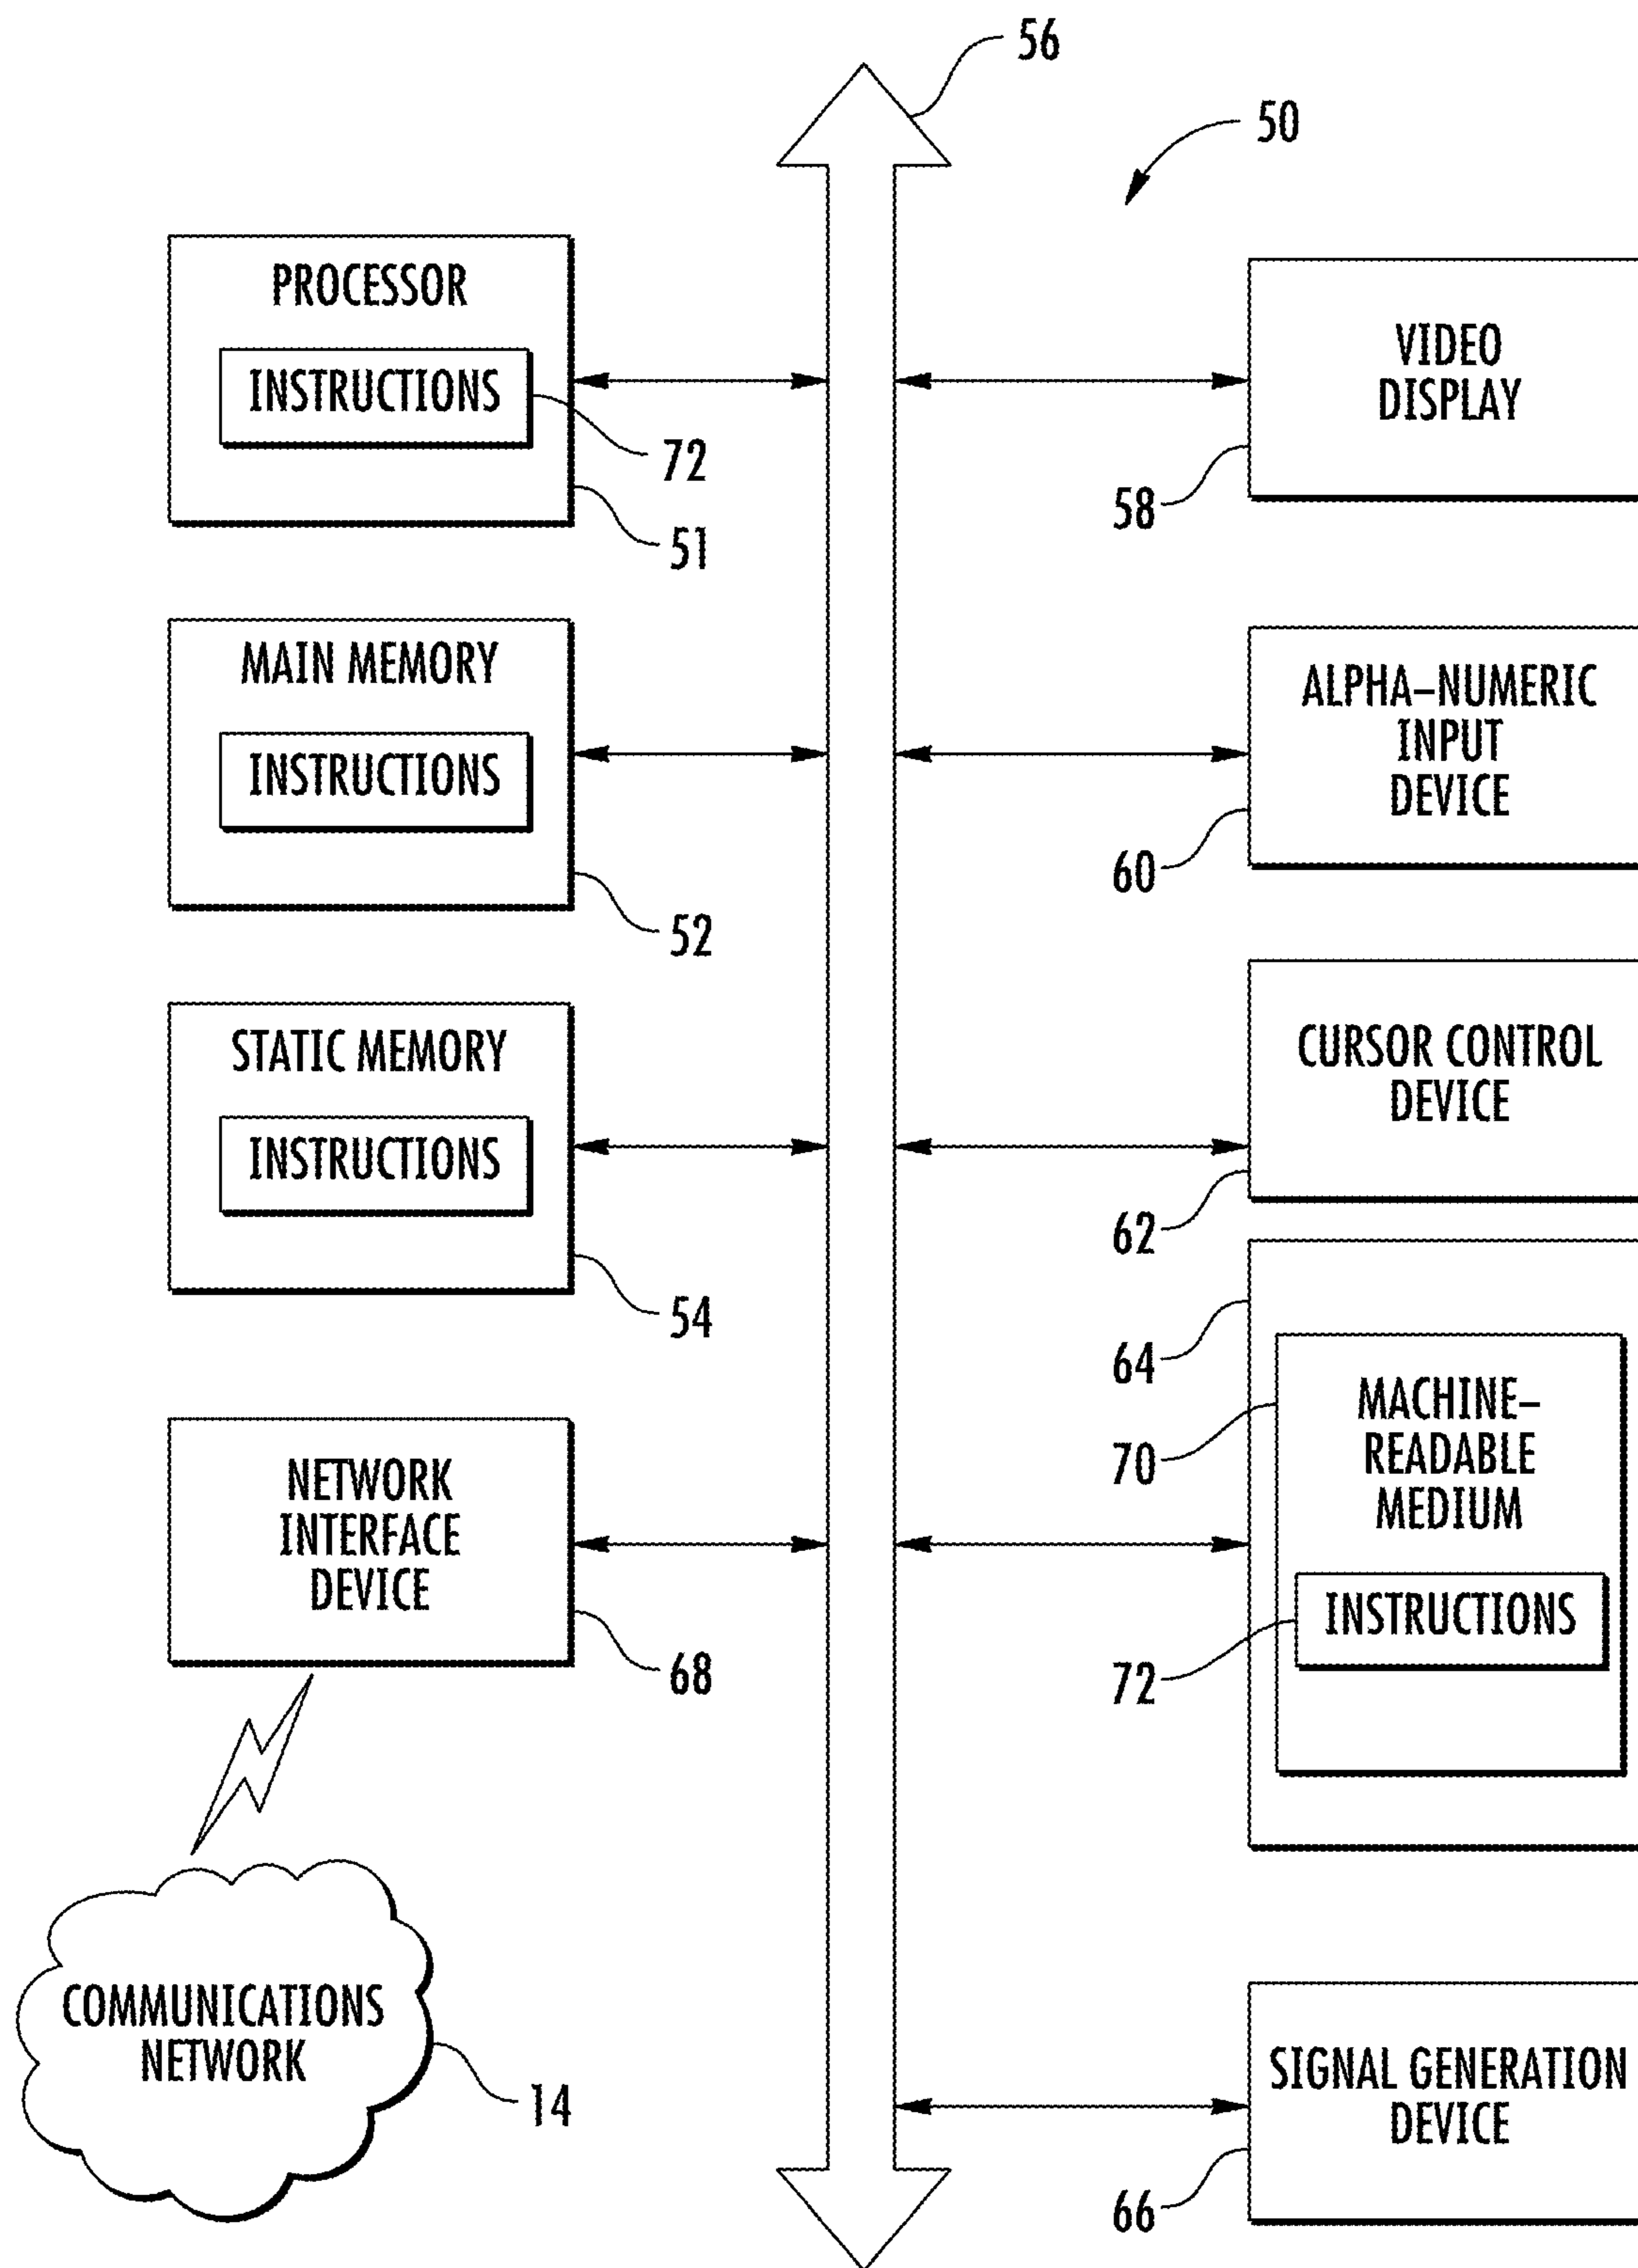 56
50
PROCESSOR
INSTRUCTIONS
72
51
VIDEO
DISPLAY
58
MAIN MEMORY
INSTRUCTIONS
52
ALPHA–NUMERIC
INPUT
DEVICE
60
STATIC MEMORY
INSTRUCTIONS
54
CURSOR CONTROL
DEVICE
62
64
70
MACHINE–
READABLE
MEDIUM
INSTRUCTIONS
72
NETWORK
INTERFACE
DEVICE
68
COMMUNICATIONS
NETWORK
14
SIGNAL GENERATION
DEVICE
66